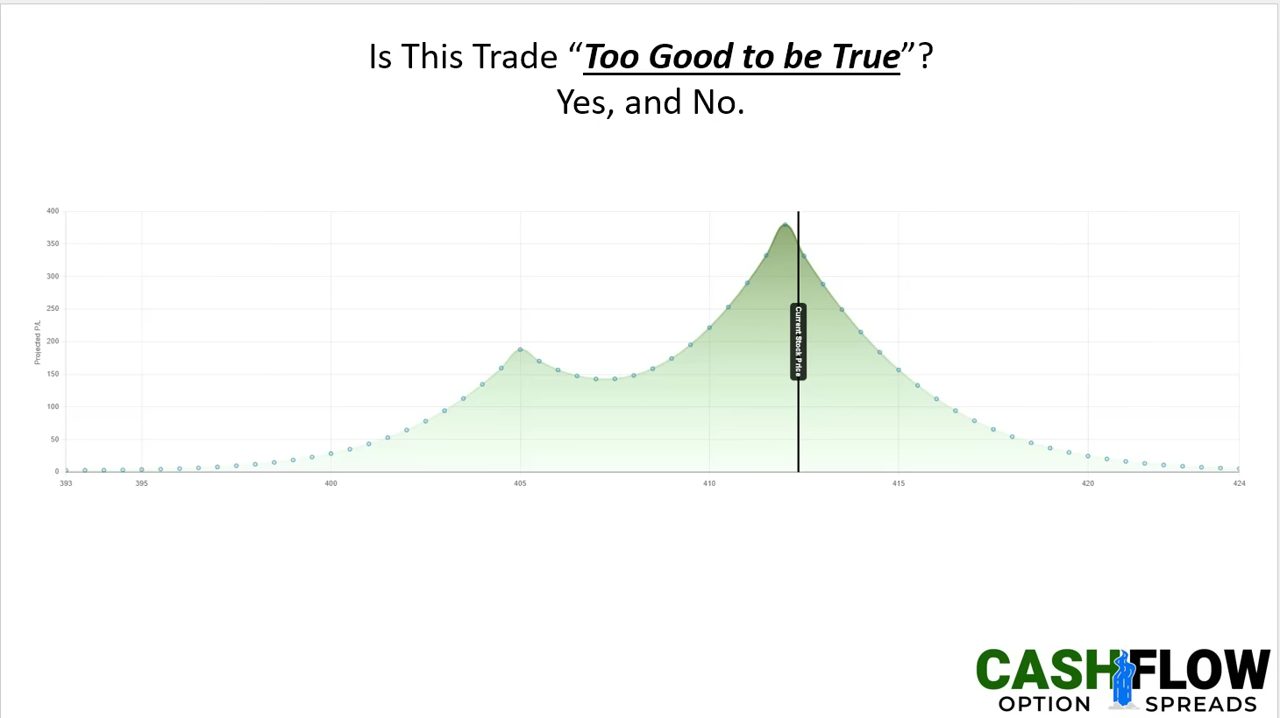 Is This Trade “Too Good to be True”?
Yes, and No.
400
350
300
250
200
150
100
50
0
Projected P/L
Current Stock Price
393
395
400
405
410
415
420
424
CASHFLOW
OPTION SPREADS